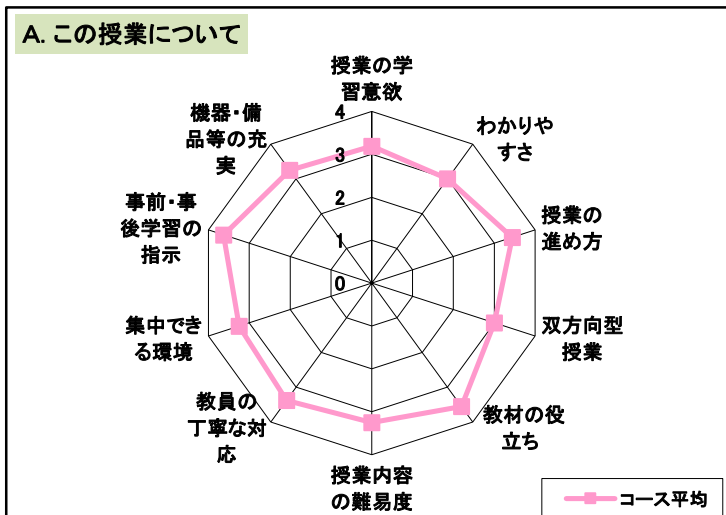 A. この授業について
授業の学
習意欲
わかりや
すさ
授業の
進め方
双方向型
授業
教材の役
立ち
授業内容
の難易度
教員の
丁寧な対
応
集中でき
る環境
事前・事
後学習の
指示
機器・備
品等の充
実
4
3
2
1
0
コース平均